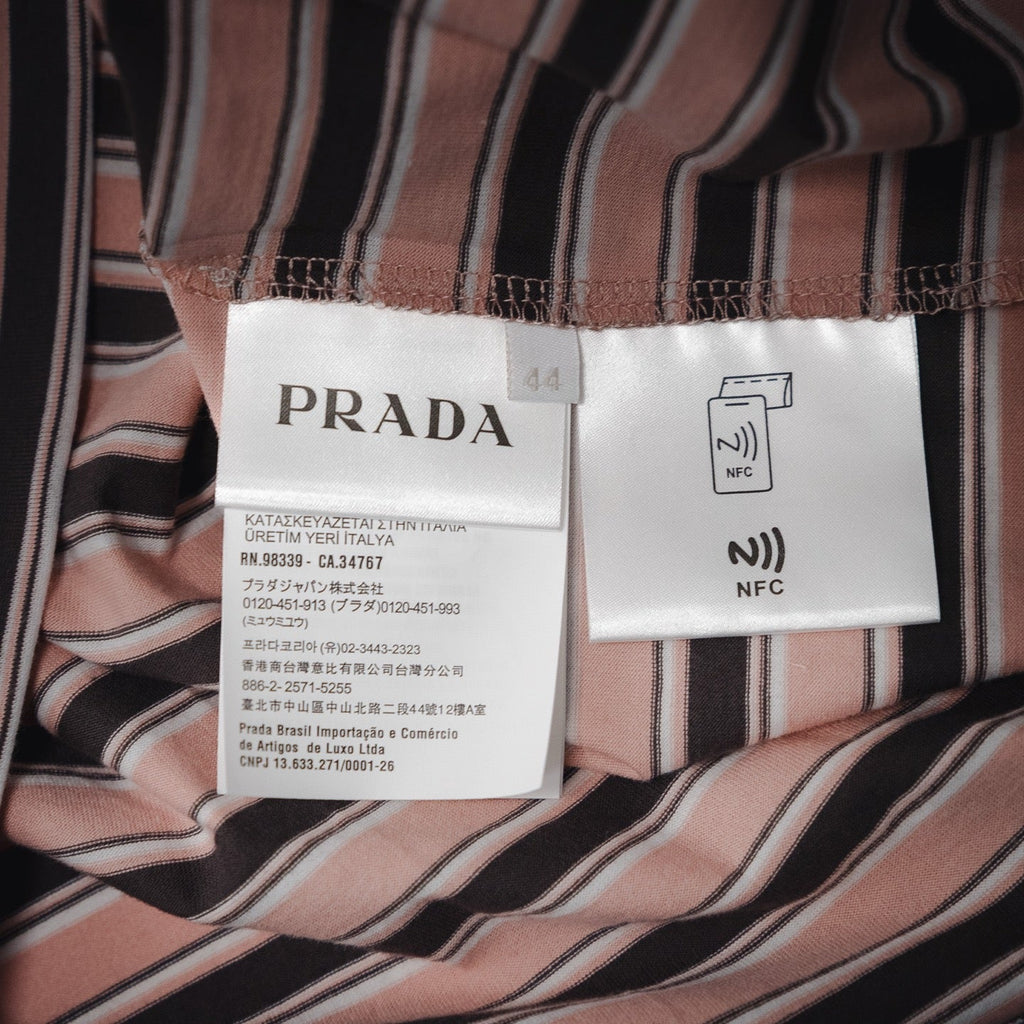 PRADA
44
ΚΑΤΑΣΚΕΥΑΖΕΤΑΙ ΣΤΗΝ ΙΤΑΛΙΑ
ÜRETİM YERİ İTALYA
RN.98339 - CA.34767
プラダジャパン株式会社
0120-451-913 (プラダ)0120-451-993
(ミュウミュウ)
프라다코리아 (유)02-3443-2323
香港商台灣意比有限公司台灣分公司
886-2- 2571-5255
臺北市中山區中山北路二段44號12樓A室
Prada Brasil Importação e Comércio
de Artigos de Luxo Ltda
CNPJ 13.633.271/0001-26
NFC
NFC